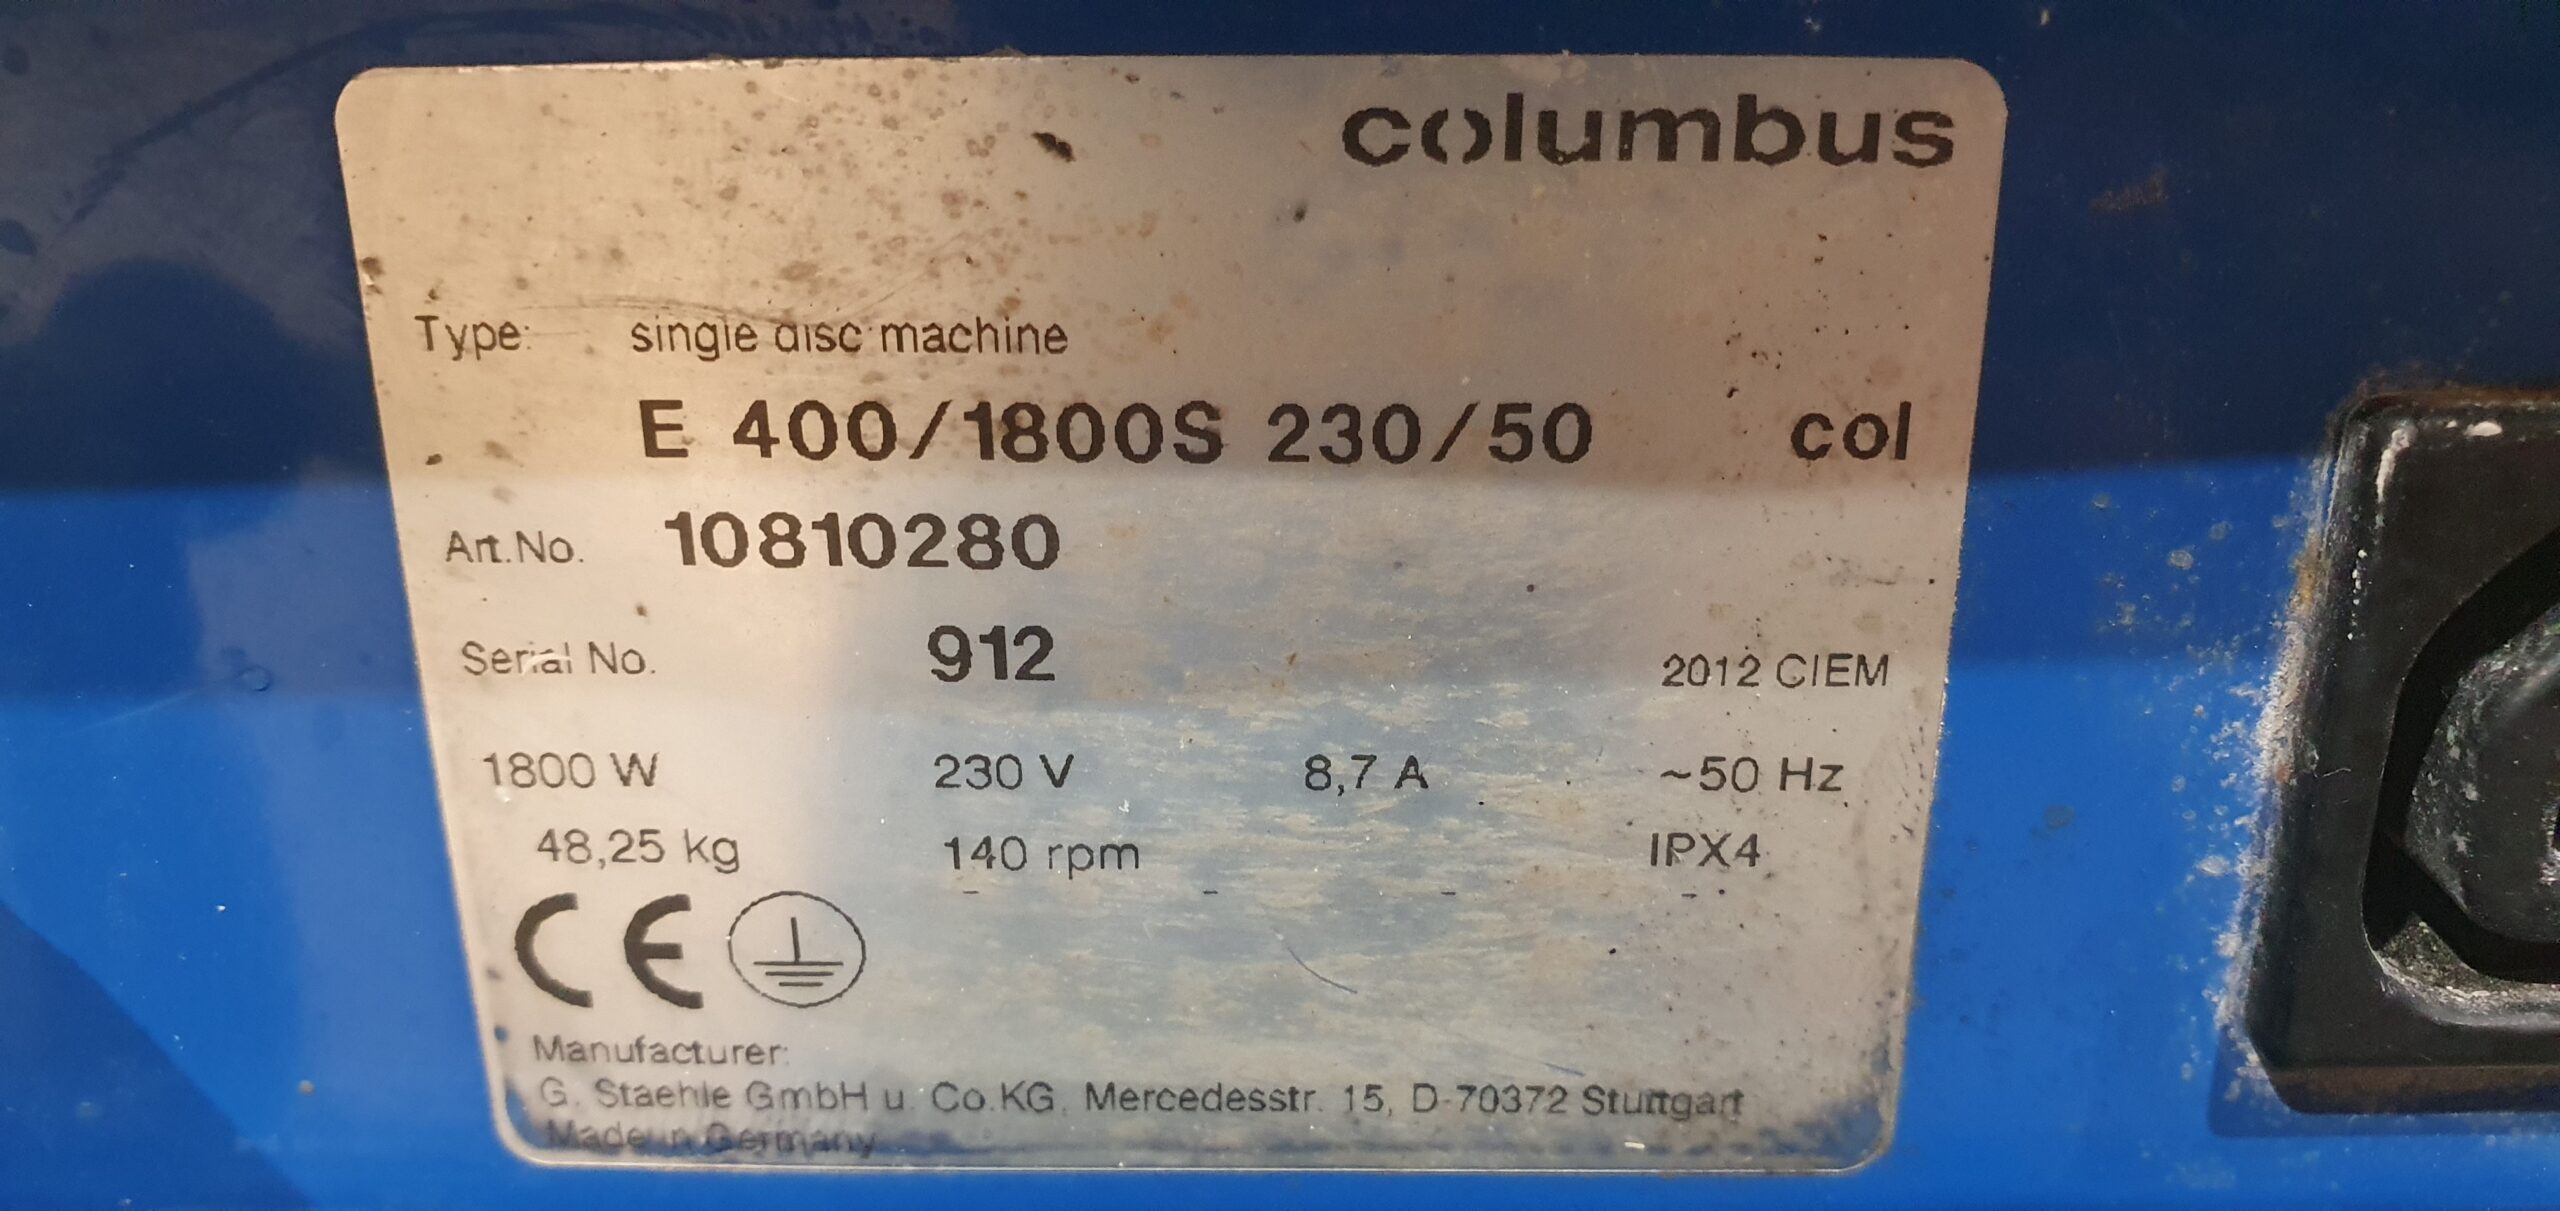 columbus
Type: single disc machine
E 400/1800S 230/50 col
Art.No. 10810280
Serial No. 912 2012 CIEM
1800 W 230 V 8,7 A ~50 Hz
48,25 kg 140 rpm IPX4
CE
Manufacturer:
G. Staehle GmbH u. Co.KG, Mercedesstr. 15, D-70372 Stuttgart
Made in Germany